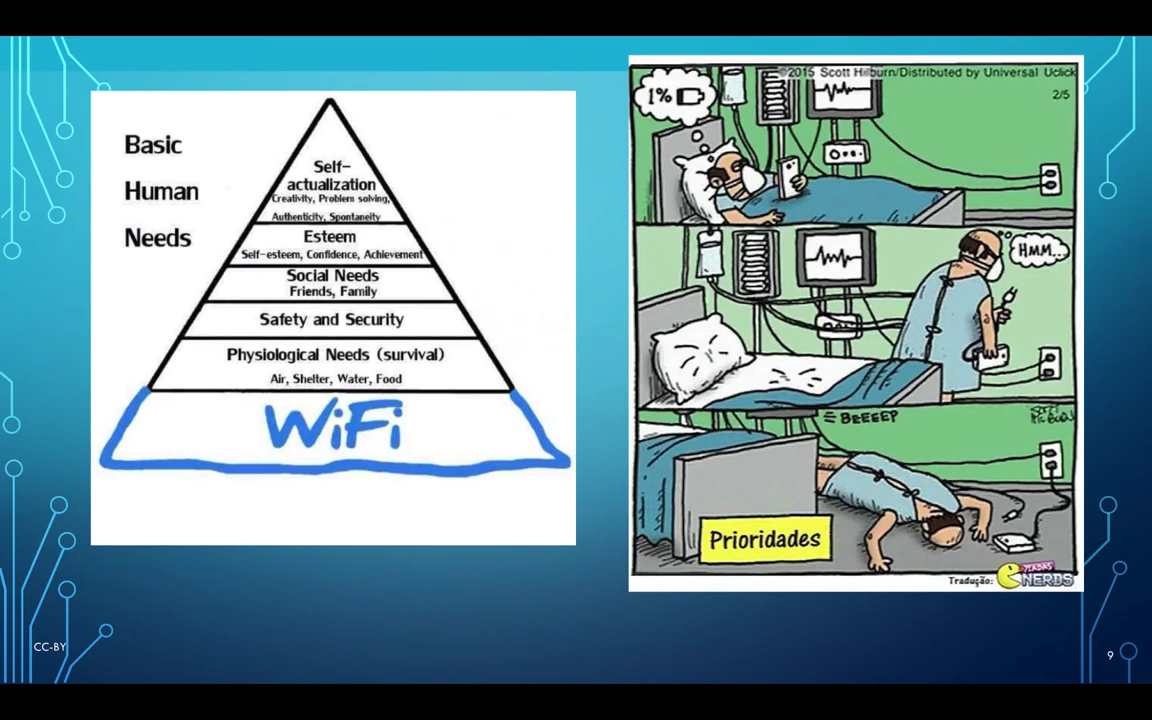 Basic
Human
Needs
Self-
actualization
Creativity, Problem solving,
Authenticity, Spontaneity
Esteem
Self-esteem, Confidence, Achievement
Social Needs
Friends, Family
Safety and Security
Physiological Needs (survival)
Air, Shelter, Water, Food
WiFi
©2015 Scott Hilburn/Distributed by Universal Uclick
2/5
1%
HMM...
BREEEP
Prioridades
Tradução:
PIADAS
NERDS
CC-BY
9